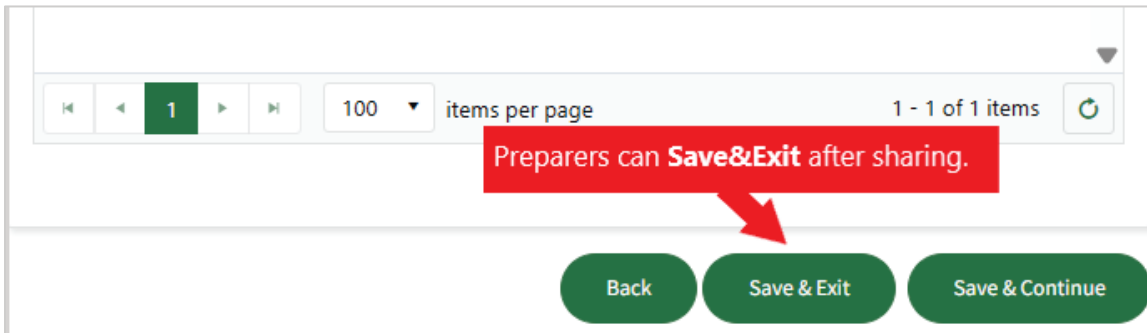 1 100 items per page 1 - 1 of 1 items
Preparers can Save&Exit after sharing.
Back Save & Exit Save & Continue